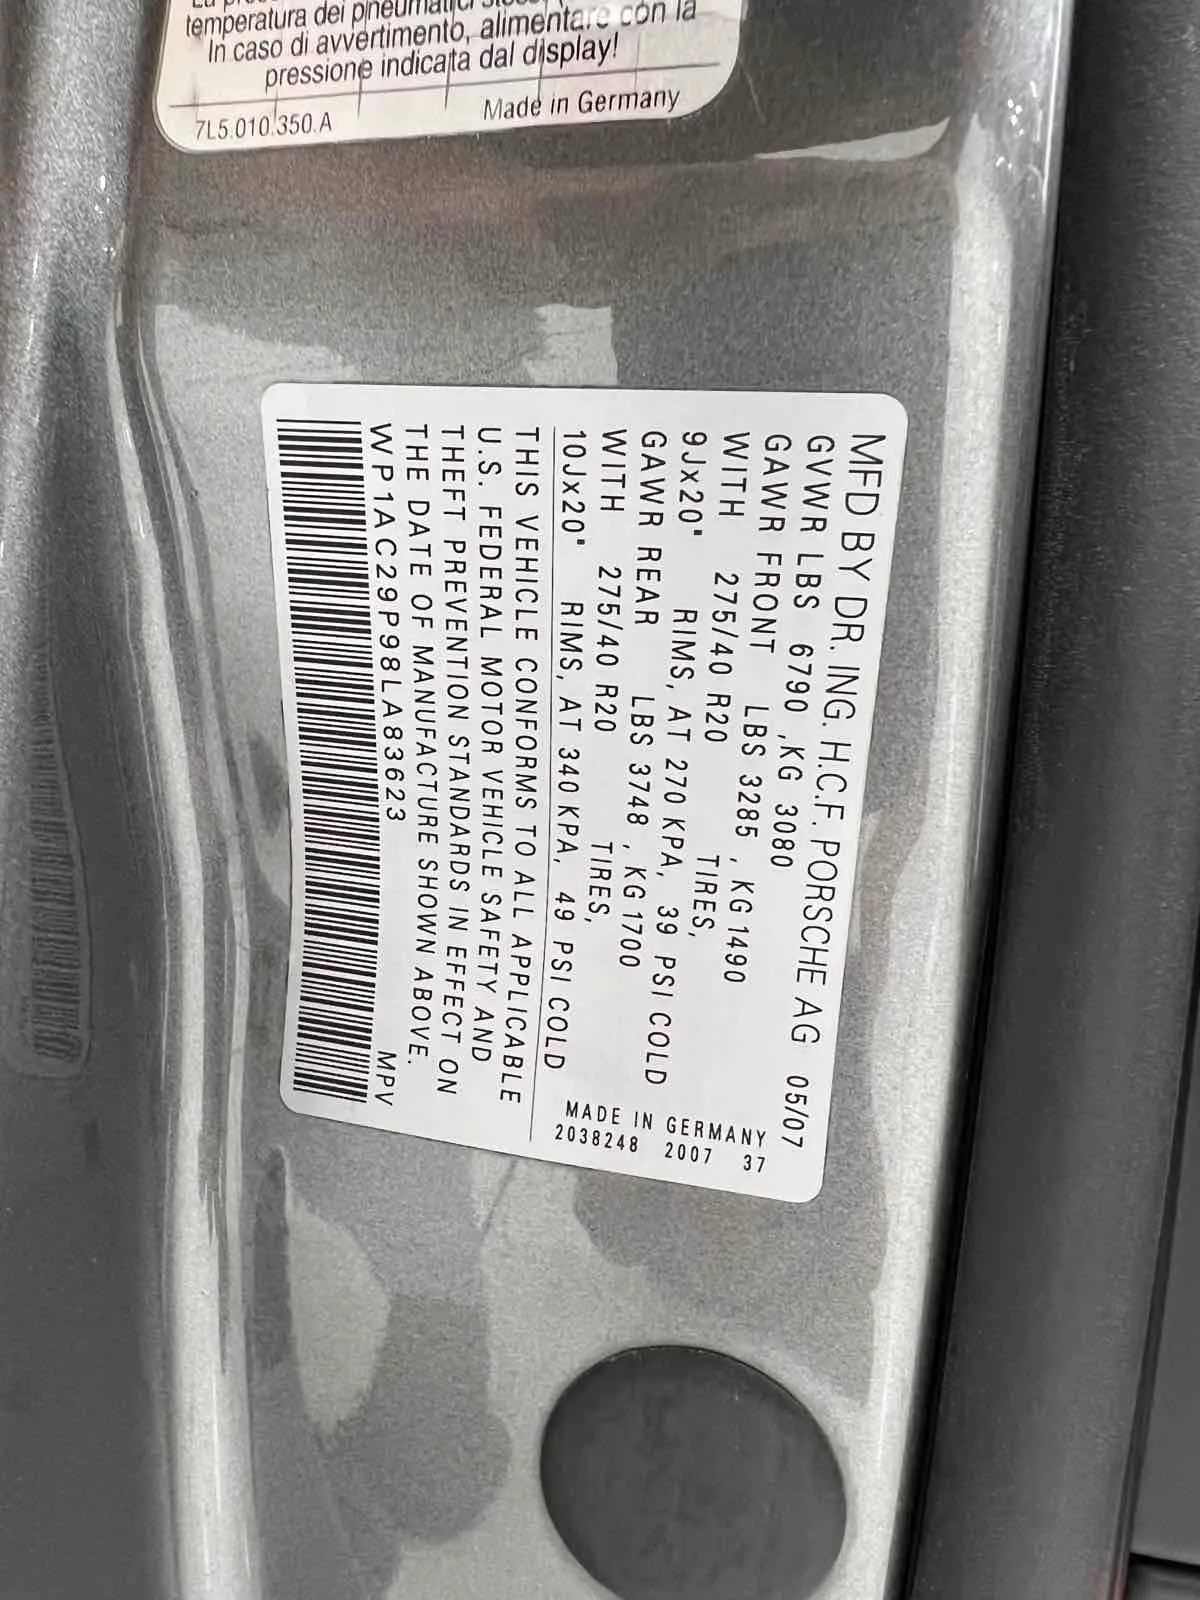 temperatura dei pneumatici
In caso di avvertimento, alimentare con la
pressione indicata dal display!
7L5.010.350.A Made in Germany
MFD BY DR. ING. H.C.F. PORSCHE AG 05/07
GVWR LBS 6790 ,KG 3080
GAWR FRONT LBS 3285 , KG 1490
WITH 275/40 R20 TIRES,
9Jx20" RIMS, AT 270 KPA, 39 PSI COLD
GAWR REAR LBS 3748 , KG 1700
WITH 275/40 R20 TIRES,
10Jx20" RIMS, AT 340 KPA, 49 PSI COLD
MADE IN GERMANY
2038248 2007 37
THIS VEHICLE CONFORMS TO ALL APPLICABLE
U.S. FEDERAL MOTOR VEHICLE SAFETY AND
THEFT PREVENTION STANDARDS IN EFFECT ON
THE DATE OF MANUFACTURE SHOWN ABOVE.
WP1AC29P98LA83623 MPV